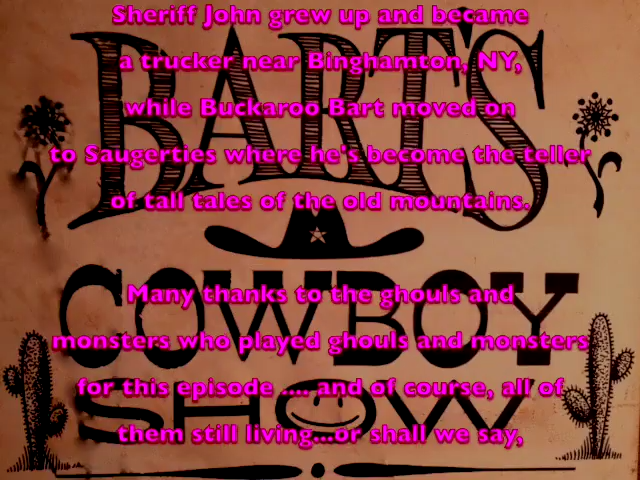 Sheriff John grew up and became
a trucker near Binghamton, NY,
while Buckaroo Bart moved on
to Saugerties where he's become the teller
of tall tales of the old mountains.
Many thanks to the ghouls and
monsters who played ghouls and monsters
for this episode .... and of course, all of
them still living...or shall we say,
BART'S
COWBOY
SHOW